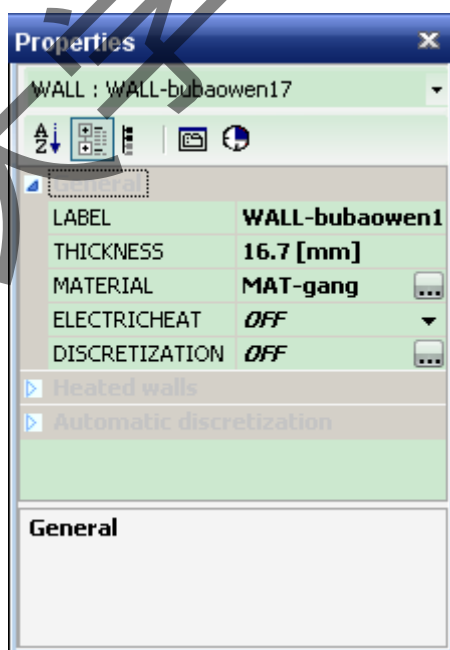 Properties
WALL : WALL-bubaowen17
General
LABEL WALL-bubaowen1
THICKNESS 16.7 [mm]
MATERIAL MAT-gang ...
ELECTRICHEAT OFF
DISCRETIZATION OFF ...
Heated walls
Automatic discretization
General